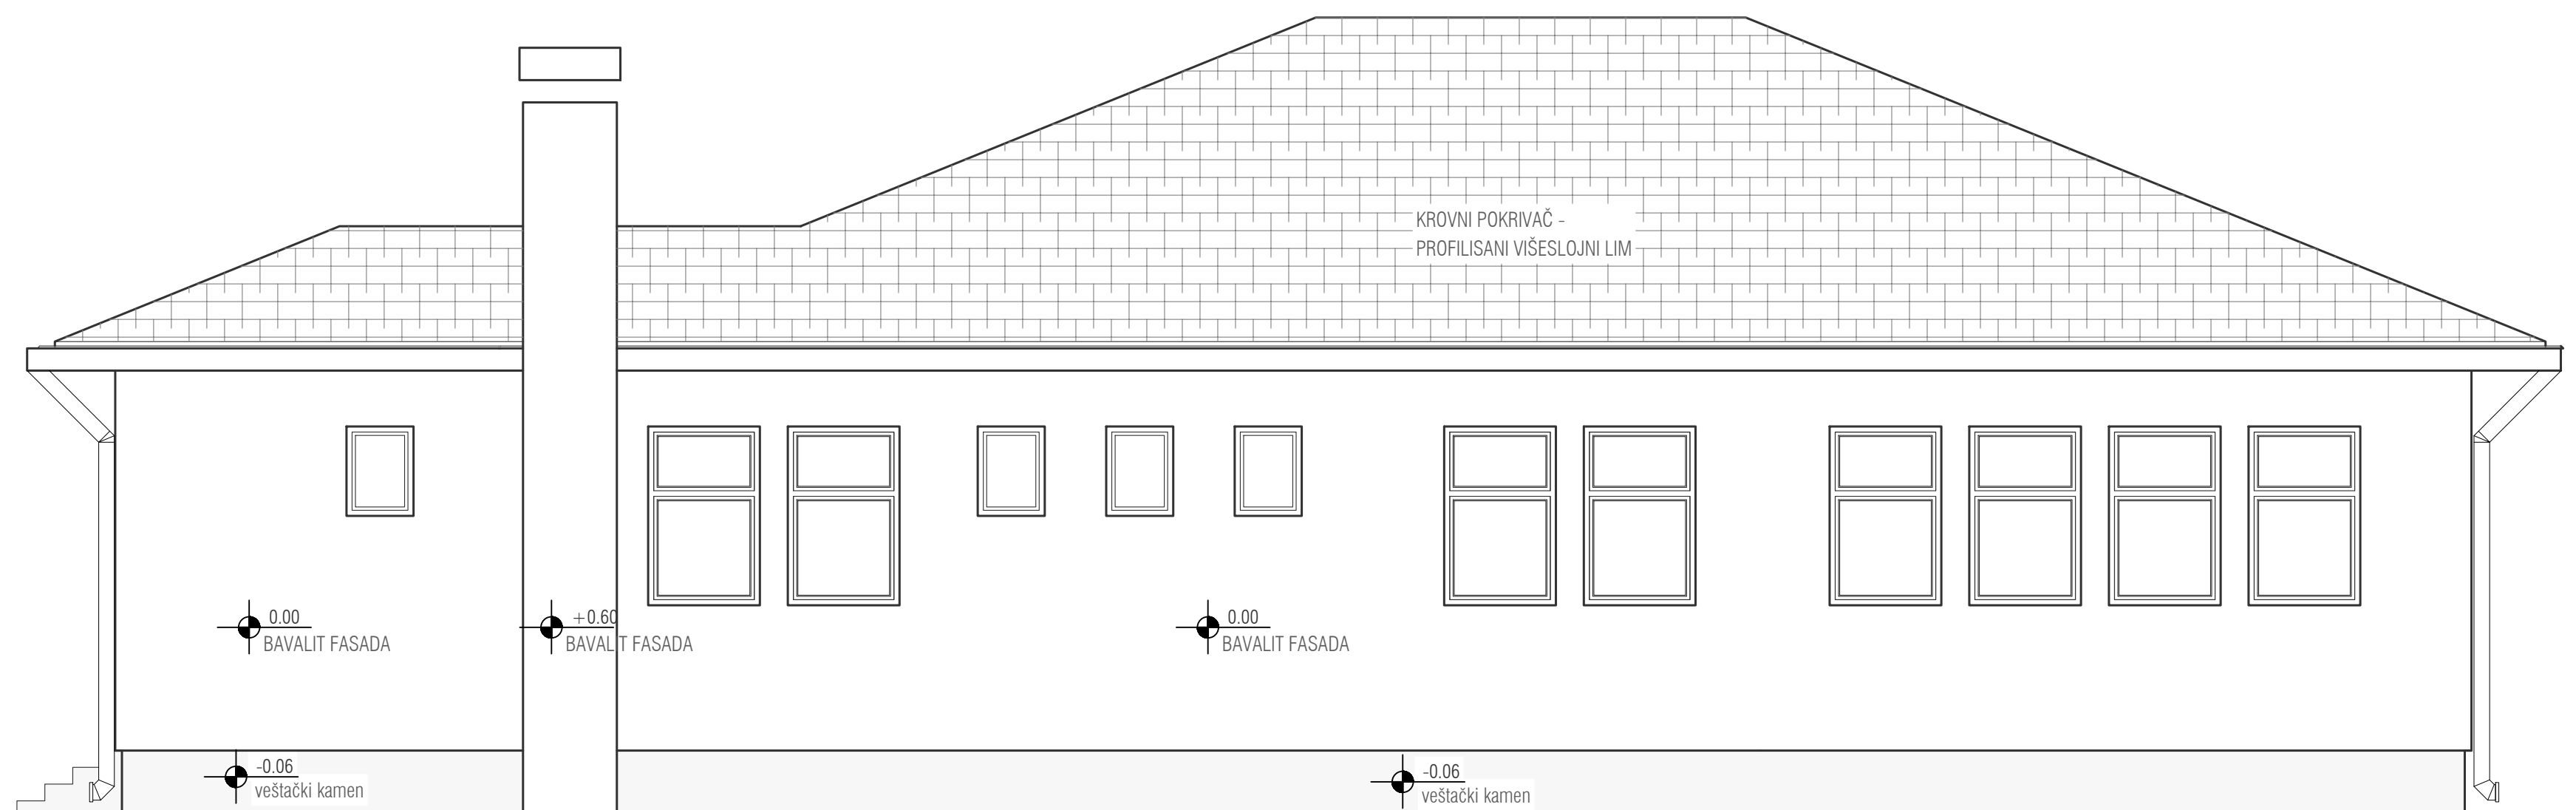 KROVNI POKRIVAČ -
PROFILISANI VIŠESLOJNI LIM
0.00
BAVALIT FASADA
+0.60
BAVALIT FASADA
0.00
BAVALIT FASADA
-0.06
veštački kamen
-0.06
veštački kamen